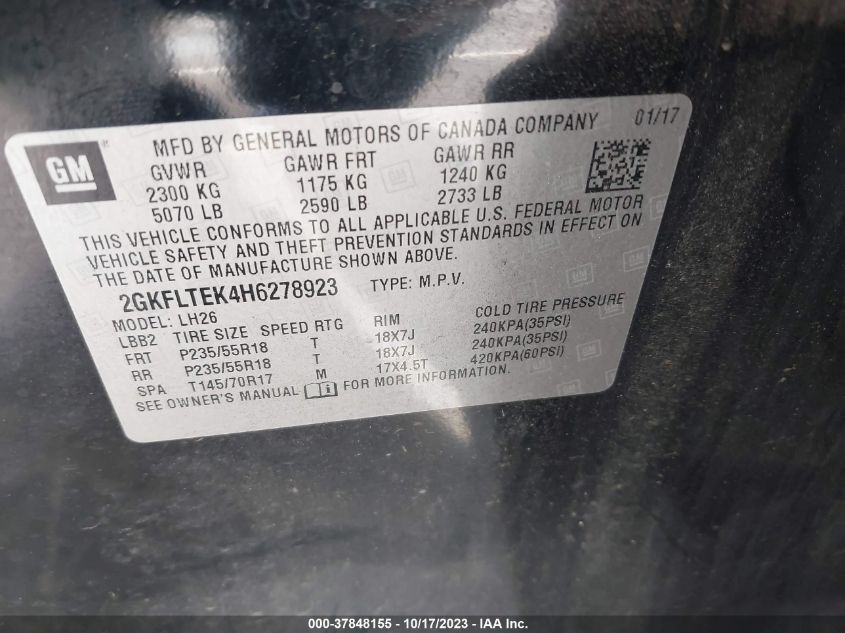 GM
MFD BY GENERAL MOTORS OF CANADA COMPANY 01/17
GVWR GAWR FRT GAWR RR
2300 KG 1175 KG 1240 KG
5070 LB 2590 LB 2733 LB
THIS VEHICLE CONFORMS TO ALL APPLICABLE U.S. FEDERAL MOTOR
VEHICLE SAFETY AND THEFT PREVENTION STANDARDS IN EFFECT ON
THE DATE OF MANUFACTURE SHOWN ABOVE.
2GKFLTEK4H6278923 TYPE: M.P.V.
MODEL: LH26
LBB2 TIRE SIZE SPEED RTG RIM COLD TIRE PRESSURE
FRT P235/55R18 T 18X7J 240KPA(35PSI)
RR P235/55R18 T 18X7J 240KPA(35PSI)
SPA T145/70R17 M 17X4.5T 420KPA(60PSI)
SEE OWNER'S MANUAL FOR MORE INFORMATION.
000-37848155 - 10/17/2023 - IAA Inc.